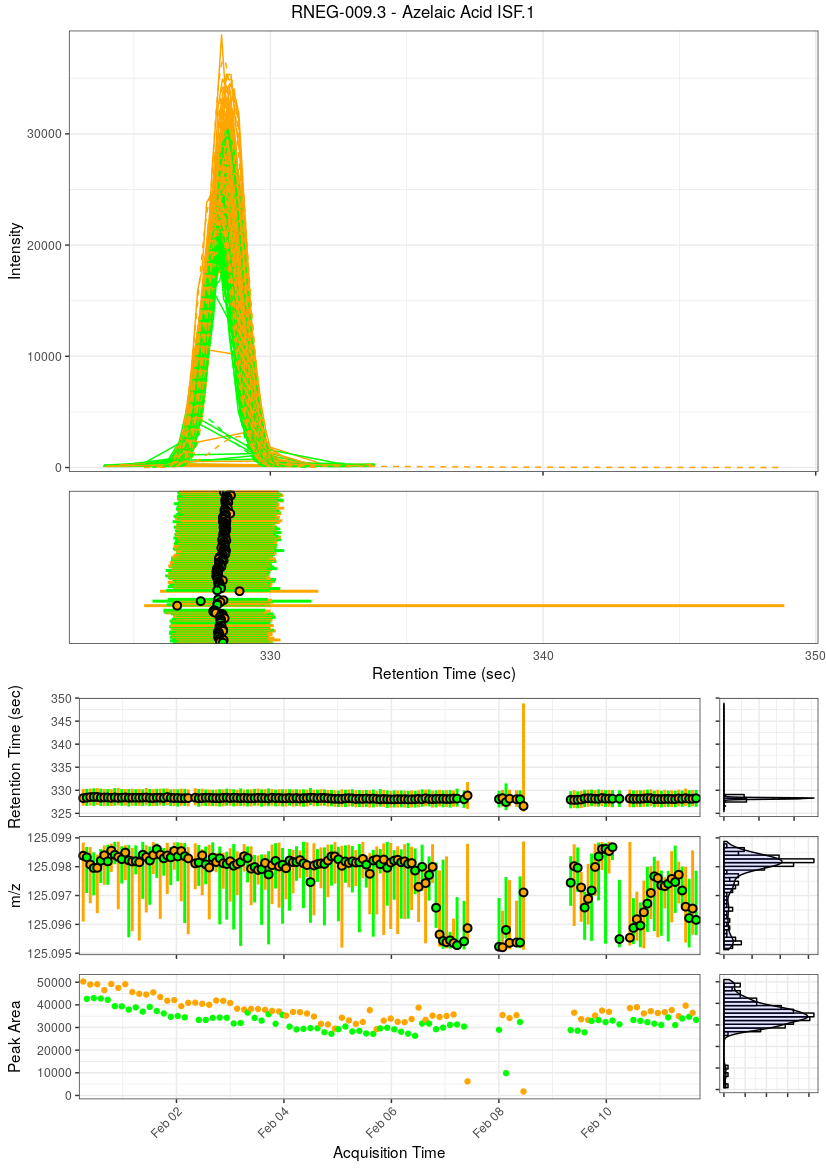 RNEG-009.3 - Azelaic Acid ISF.1
Intensity
30000
20000
10000
0
330
340
350
Retention Time (sec)
Retention Time (sec)
350
345
340
335
330
325
m/z
125.099
125.098
125.097
125.096
125.095
Peak Area
50000
40000
30000
20000
10000
0
Feb 02
Feb 04
Feb 06
Feb 08
Feb 10
Acquisition Time